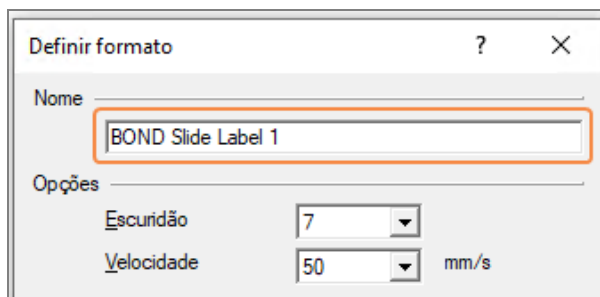 Definir formato ? X
Nome
BOND Slide Label 1
Opções
Escuridão 7
Velocidade 50 mm/s